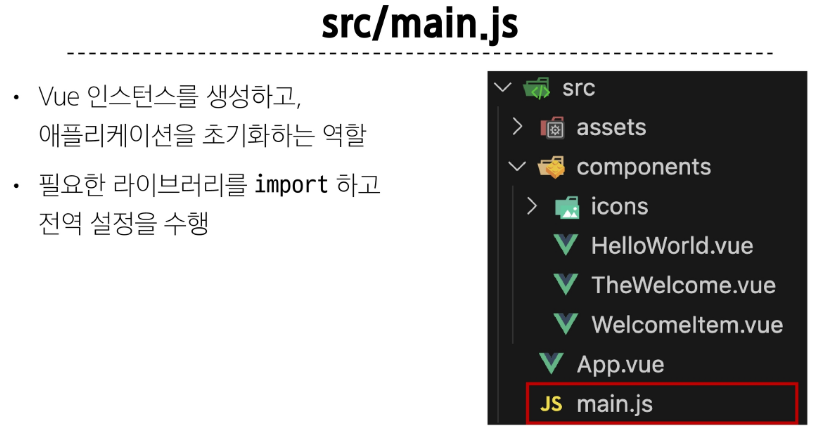 src/main.js
• Vue 인스턴스를 생성하고,
애플리케이션을 초기화하는 역할
• 필요한 라이브러리를 import 하고
전역 설정을 수행
src
assets
components
icons
HelloWorld.vue
TheWelcome.vue
WelcomeItem.vue
App.vue
JS main.js